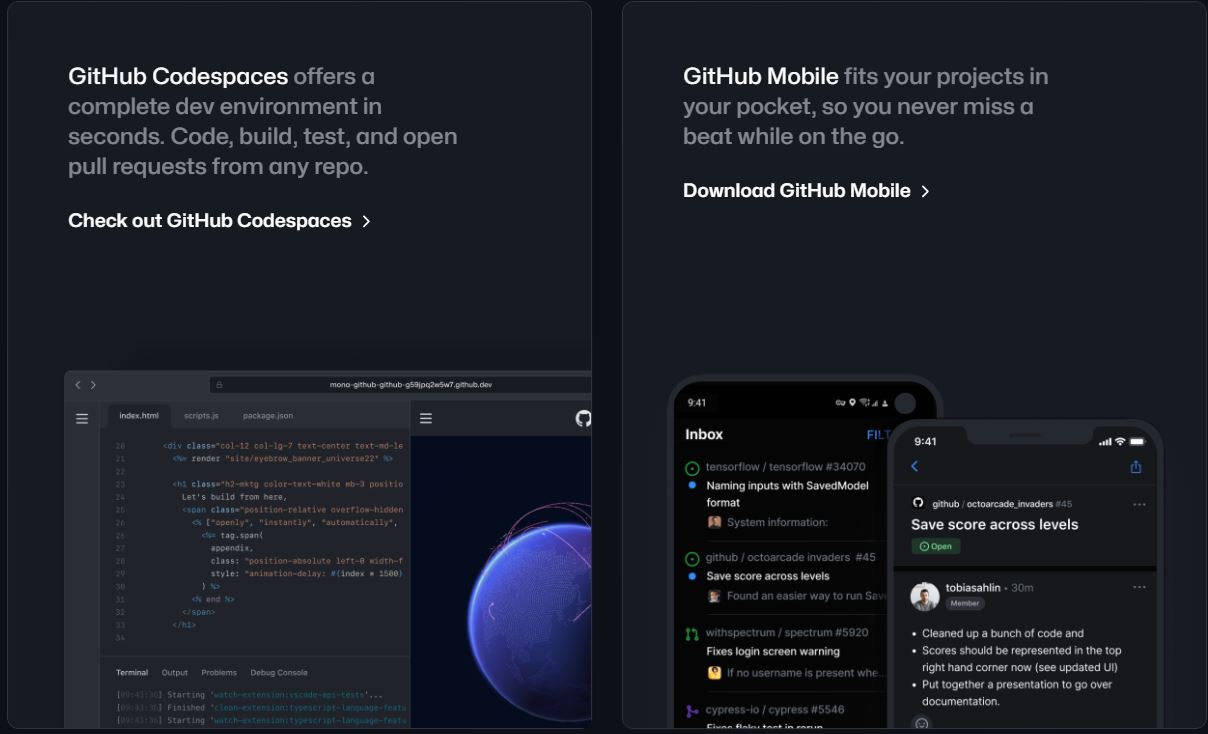 GitHub Codespaces offers a
complete dev environment in
seconds. Code, build, test, and open
pull requests from any repo.
Check out GitHub Codespaces
mono-github-github-g59jpq2w5w7.github.dev
index.html scripts.js package.json
20 <div class="col-12 col-lg-7 text-center text-md-le
21 <%= render "site/eyebrow_banner_universe22" %>
22
23 <h1 class="h2-mktg color-text-white mb-3 positio
24 Let's build from here,
25 <span class="position-relative overflow-hidden
26 <% ["openly", "instantly", "automatically",
26 <%= tag.span(
27 appendix,
28 class: "position-absolute left-0 width-f
29 style: "animation-delay: #{index * 1500}
30 ) %>
31 <% end %>
32 </span>
33 </h1>
34
Terminal Output Problems Debug Console
[09:43:36] Starting 'watch-extension:vscode-api-tests'...
[09:43:36] Finished 'clean-extension:typescript-language-featu
[09:43:36] Starting 'watch-extension:typescript-language-featu
GitHub Mobile fits your projects in
your pocket, so you never miss a
beat while on the go.
Download GitHub Mobile
9:41
Inbox FILT
tensorflow / tensorflow #34070
Naming inputs with SavedModel
format
System information:
github / octoarcade invaders #45
Save score across levels
Found an easier way to run Save
withspectrum / spectrum #5920
Fixes login screen warning
If no username is present whe...
cypress-io / cypress #5546
Fixes flaky test in rerun
9:41
github / octoarcade_invaders #45
Save score across levels
Open
tobiasahlin • 30m
Member
• Cleaned up a bunch of code and
• Scores should be represented in the top
right hand corner now (see updated UI)
• Put together a presentation to go over
documentation.